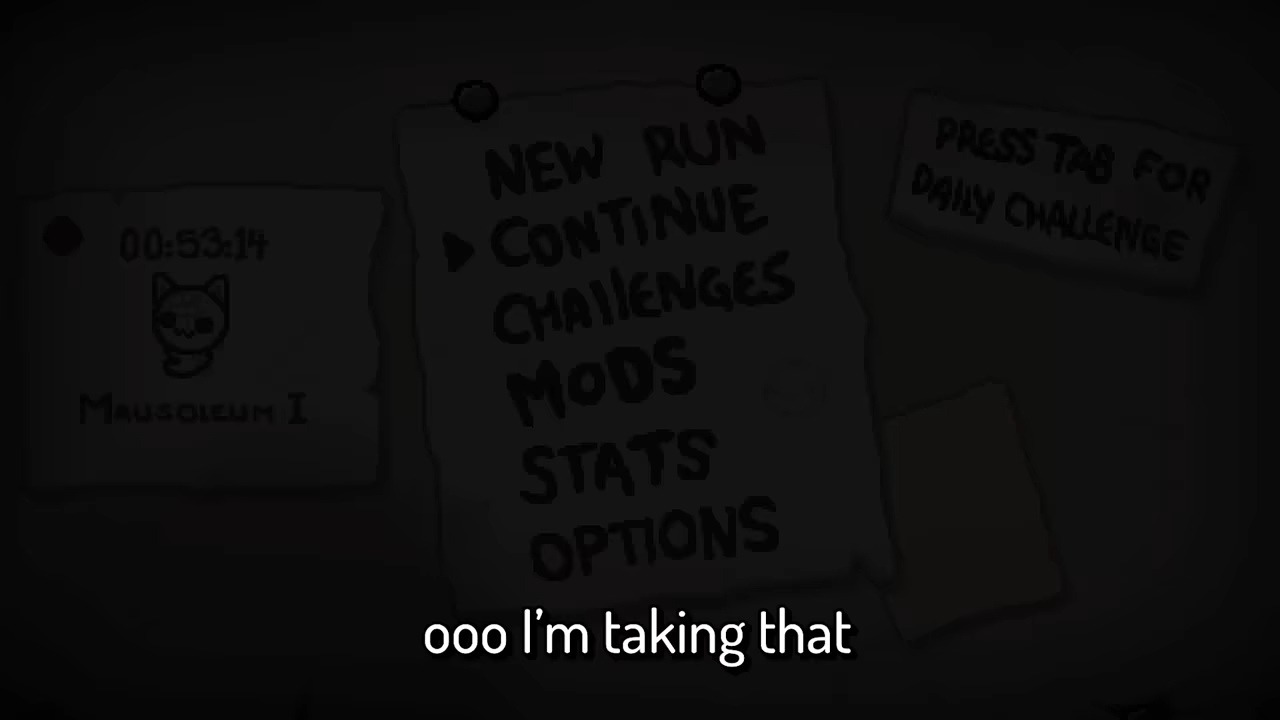 00:53:14
MAUSOLEUM I
NEW RUN
CONTINUE
CHALLENGES
MODS
STATS
OPTIONS
PRESS TAB FOR
DAILY CHALLENGE
ooo I'm taking that